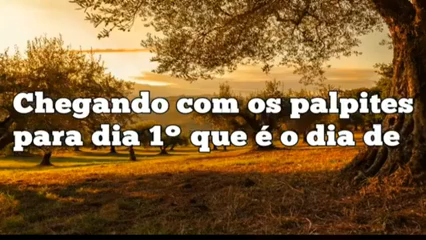 Chegando com os palpites
para dia 1º que é o dia de